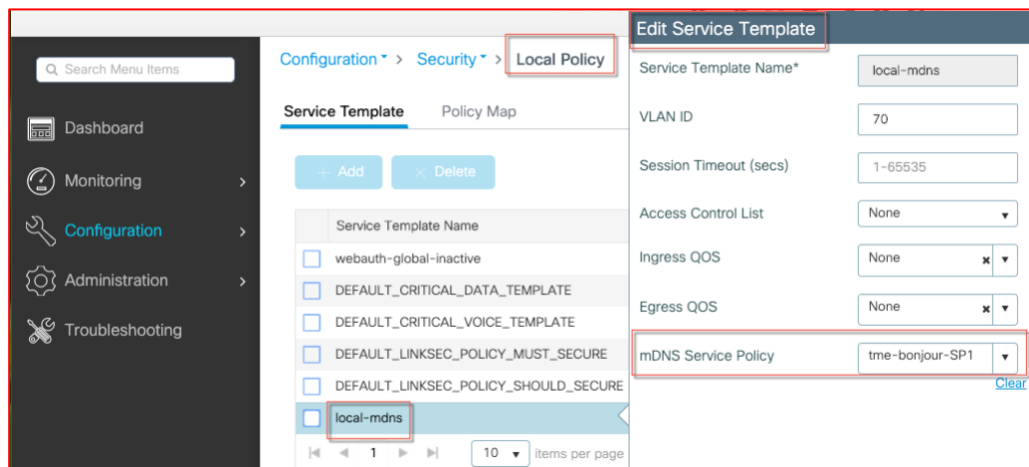 Search Menu Items
Dashboard
Monitoring
Configuration
Administration
Troubleshooting
Configuration > Security > Local Policy
Service Template Policy Map
+ Add × Delete
Service Template Name
webauth-global-inactive
DEFAULT_CRITICAL_DATA_TEMPLATE
DEFAULT_CRITICAL_VOICE_TEMPLATE
DEFAULT_LINKSEC_POLICY_MUST_SECURE
DEFAULT_LINKSEC_POLICY_SHOULD_SECURE
local-mdns
1 10 items per page
Edit Service Template
Service Template Name* local-mdns
VLAN ID 70
Session Timeout (secs) 1-65535
Access Control List None
Ingress QOS None
Egress QOS None
mDNS Service Policy tme-bonjour-SP1
Clear